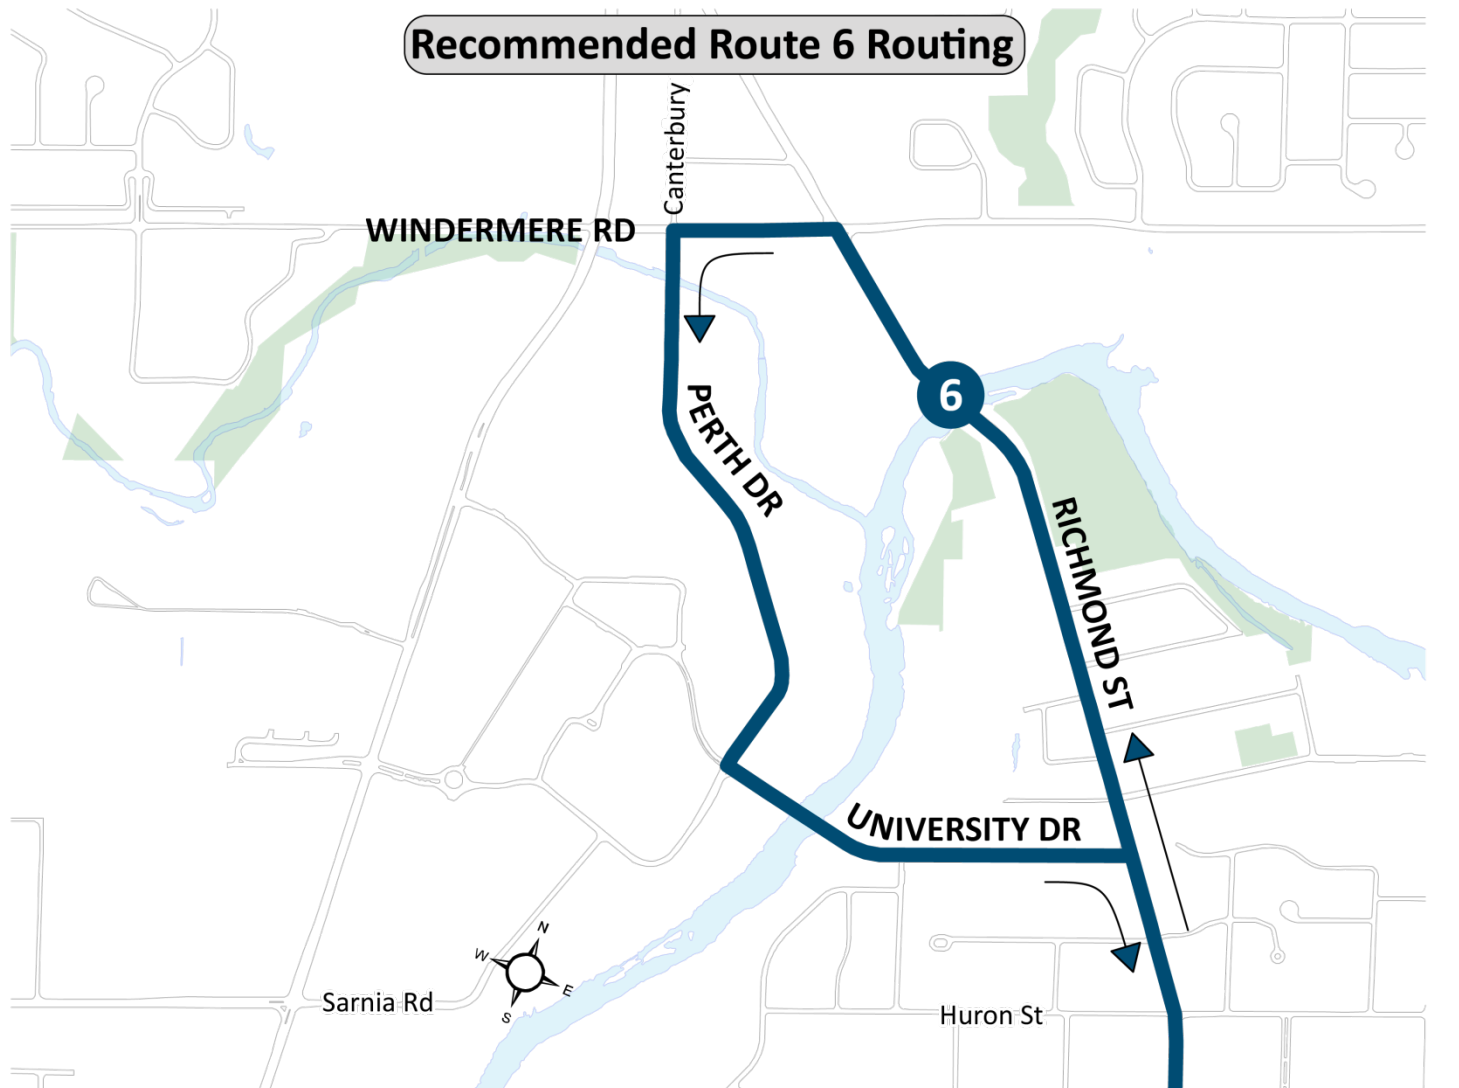 Recommended Route 6 Routing
Canterbury
WINDERMERE RD
6
PERTH DR
RICHMOND ST
UNIVERSITY DR
N
W
E
S
Sarnia Rd
Huron St